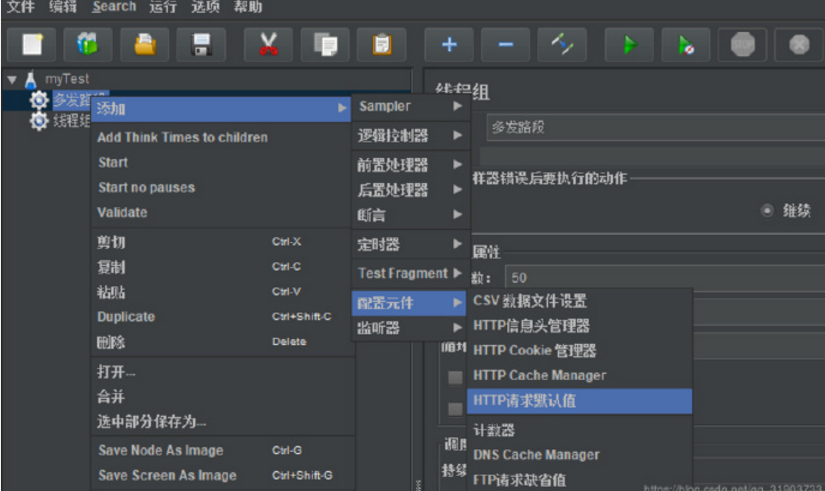 文件 编辑 Search 运行 选项 帮助
myTest
多发路段
线程组
添加
Add Think Times to children
Start
Start no pauses
Validate
剪切 Ctrl-X
复制 Ctrl-C
粘贴 Ctrl-V
Duplicate Ctrl+Shift-C
删除 Delete
打开...
合并
选中部分保存为...
Save Node As Image Ctrl-G
Save Screen As Image Ctrl+Shift-G
Sampler
逻辑控制器
前置处理器
后置处理器
断言
定时器
Test Fragment
配置元件
监听器
CSV 数据文件设置
HTTP信息头管理器
HTTP Cookie 管理器
HTTP Cache Manager
HTTP请求默认值
计数器
DNS Cache Manager
FTP请求缺省值
线程组
多发路段
样器错误后要执行的动作
继续
属性
数: 50
循
调度
持续
https://blog.csdn.net/qq_31903733